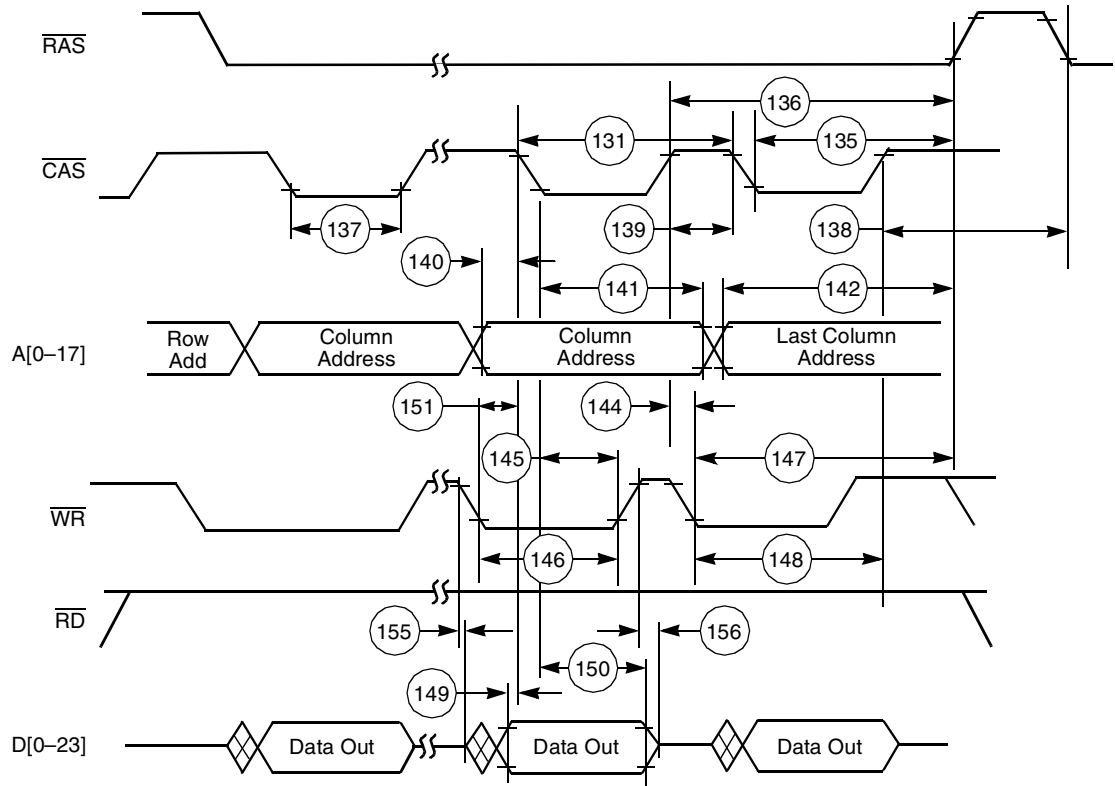 RAS
136
131
135
CAS
137
139
138
140
141
142
A[0–17]
Row
Add
Column
Address
Column
Address
Last Column
Address
151
144
145
147
WR
146
148
RD
155
156
150
149
D[0–23]
Data Out
Data Out
Data Out